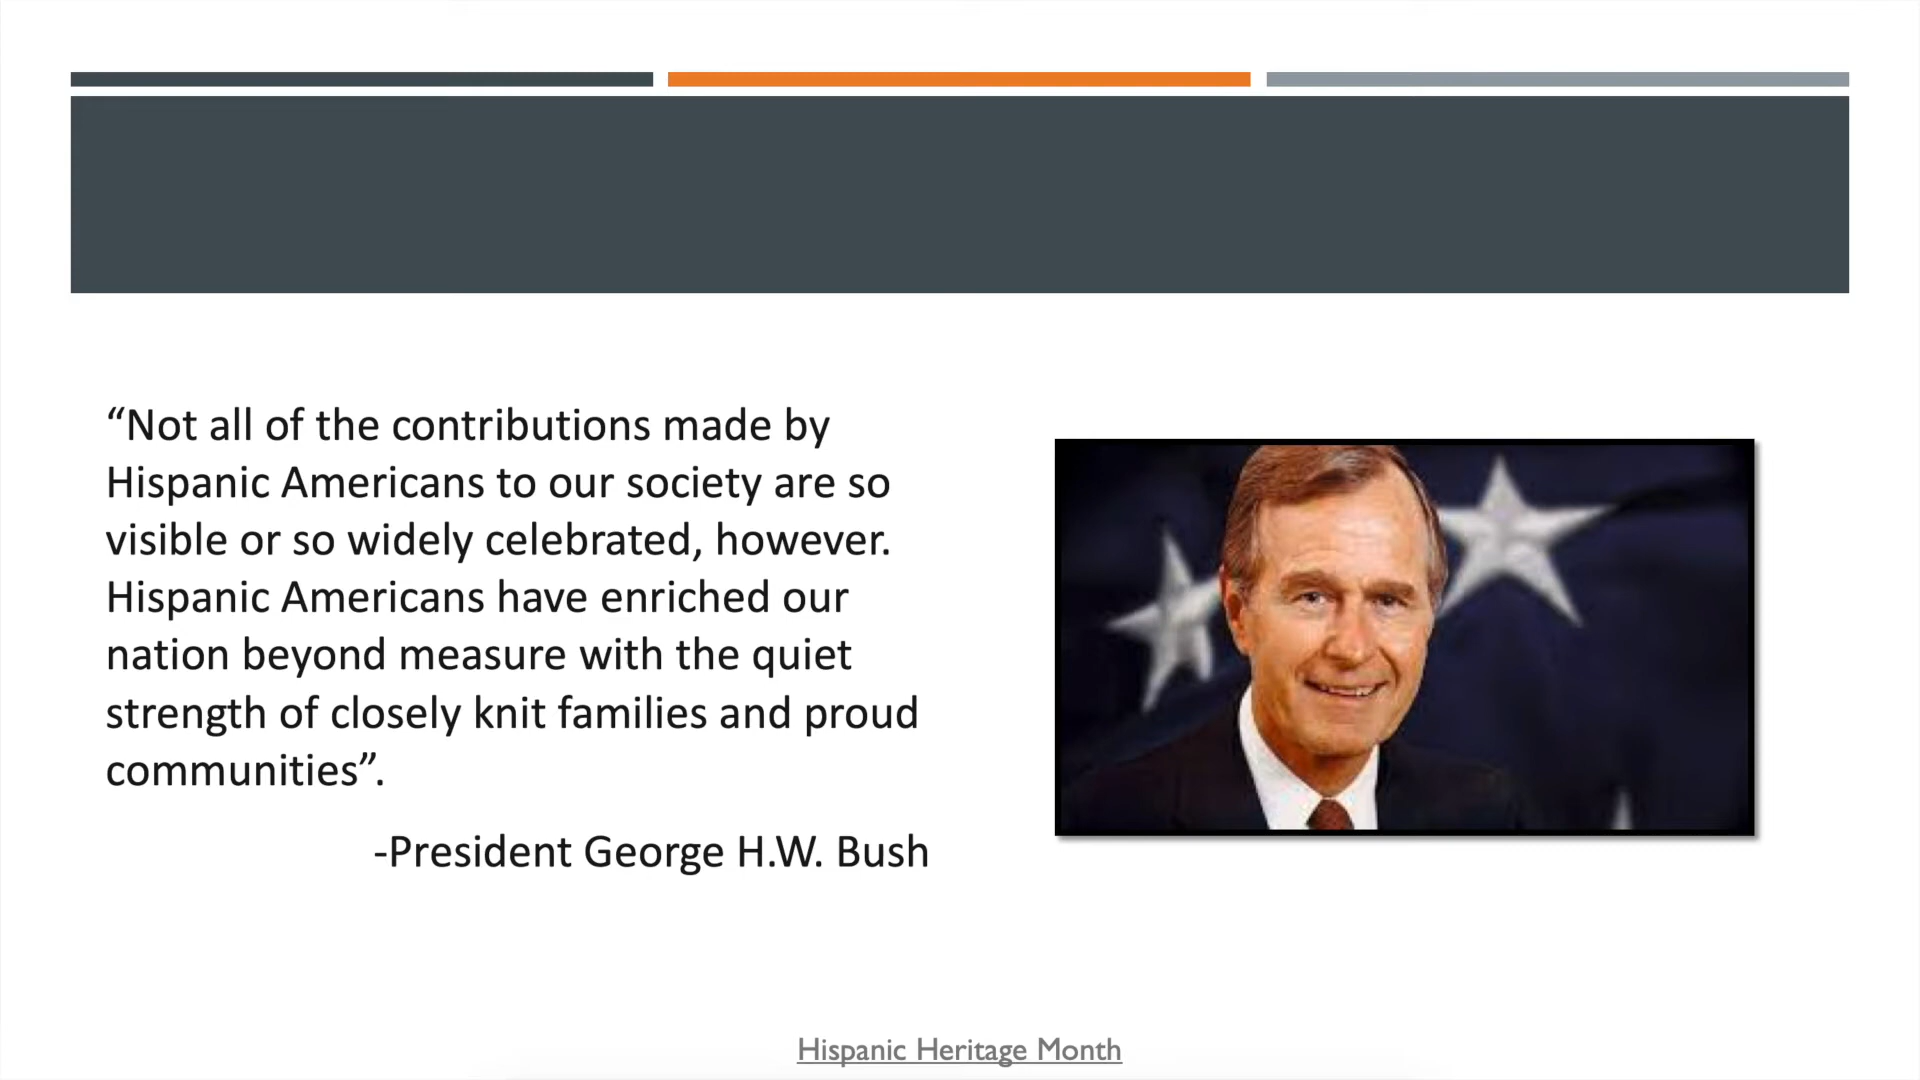 “Not all of the contributions made by
Hispanic Americans to our society are so
visible or so widely celebrated, however.
Hispanic Americans have enriched our
nation beyond measure with the quiet
strength of closely knit families and proud
communities”.
-President George H.W. Bush
Hispanic Heritage Month